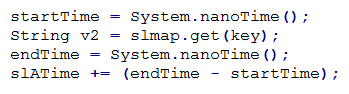 startTime = System.nanoTime();
String v2 = slmap.get(key);
endTime = System.nanoTime();
slATime += (endTime - startTime);